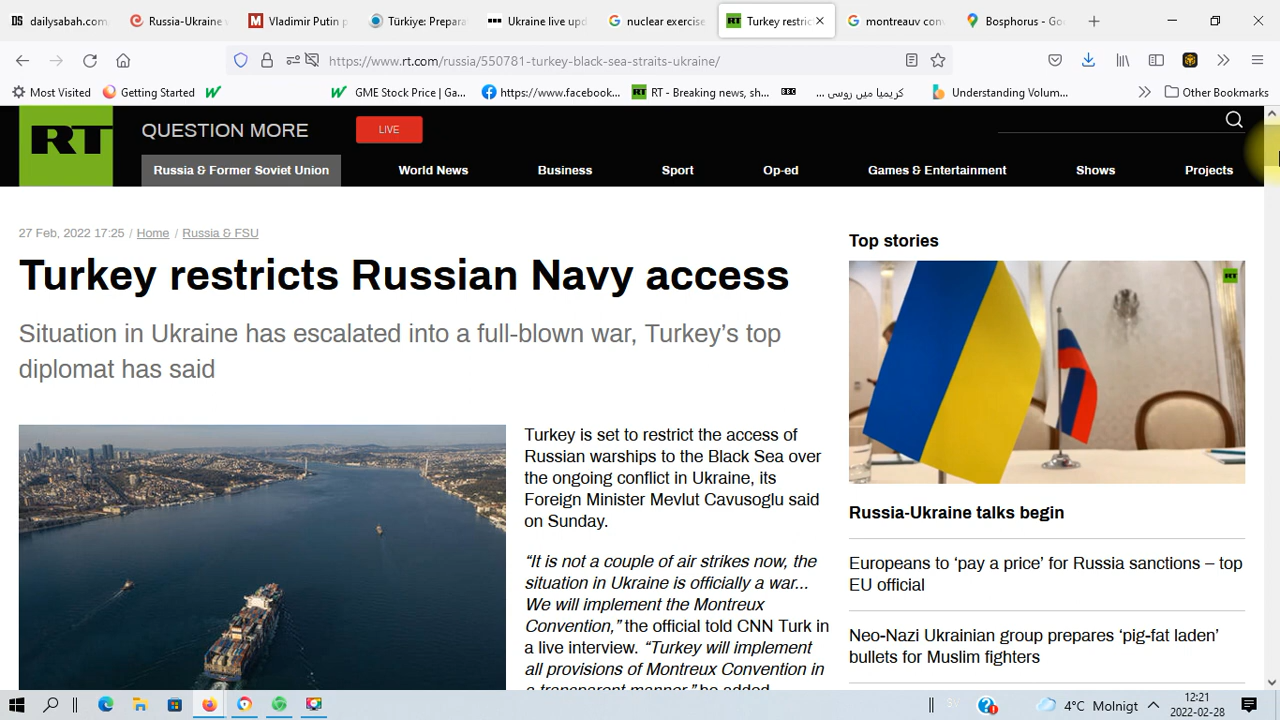 dailysabah.com
Russia-Ukraine
Vladimir Putin p
Türkiye: Prepara
Ukraine live upd
nuclear exercise
Turkey restric
montreauv con
Bosphorus - Go
https://www.rt.com/russia/550781-turkey-black-sea-straits-ukraine/
Most Visited
Getting Started
GME Stock Price | Ga...
https://www.facebook...
RT - Breaking news, sh...
BBC
کریمیا میں روسی ...
Understanding Volum...
Other Bookmarks
RT
QUESTION MORE
LIVE
Russia & Former Soviet Union
World News
Business
Sport
Op-ed
Games & Entertainment
Shows
Projects
27 Feb, 2022 17:25 / Home / Russia & FSU
Turkey restricts Russian Navy access
Situation in Ukraine has escalated into a full-blown war, Turkey’s top
diplomat has said
Turkey is set to restrict the access of
Russian warships to the Black Sea over
the ongoing conflict in Ukraine, its
Foreign Minister Mevlut Cavusoglu said
on Sunday.
“It is not a couple of air strikes now, the
situation in Ukraine is officially a war...
We will implement the Montreux
Convention,” the official told CNN Turk in
a live interview. “Turkey will implement
all provisions of Montreux Convention in
a transparent manner,” he added.
Top stories
RT
Russia-Ukraine talks begin
Europeans to ‘pay a price’ for Russia sanctions – top
EU official
Neo-Nazi Ukrainian group prepares ‘pig-fat laden’
bullets for Muslim fighters
4°C Molnigt
12:21
2022-02-28